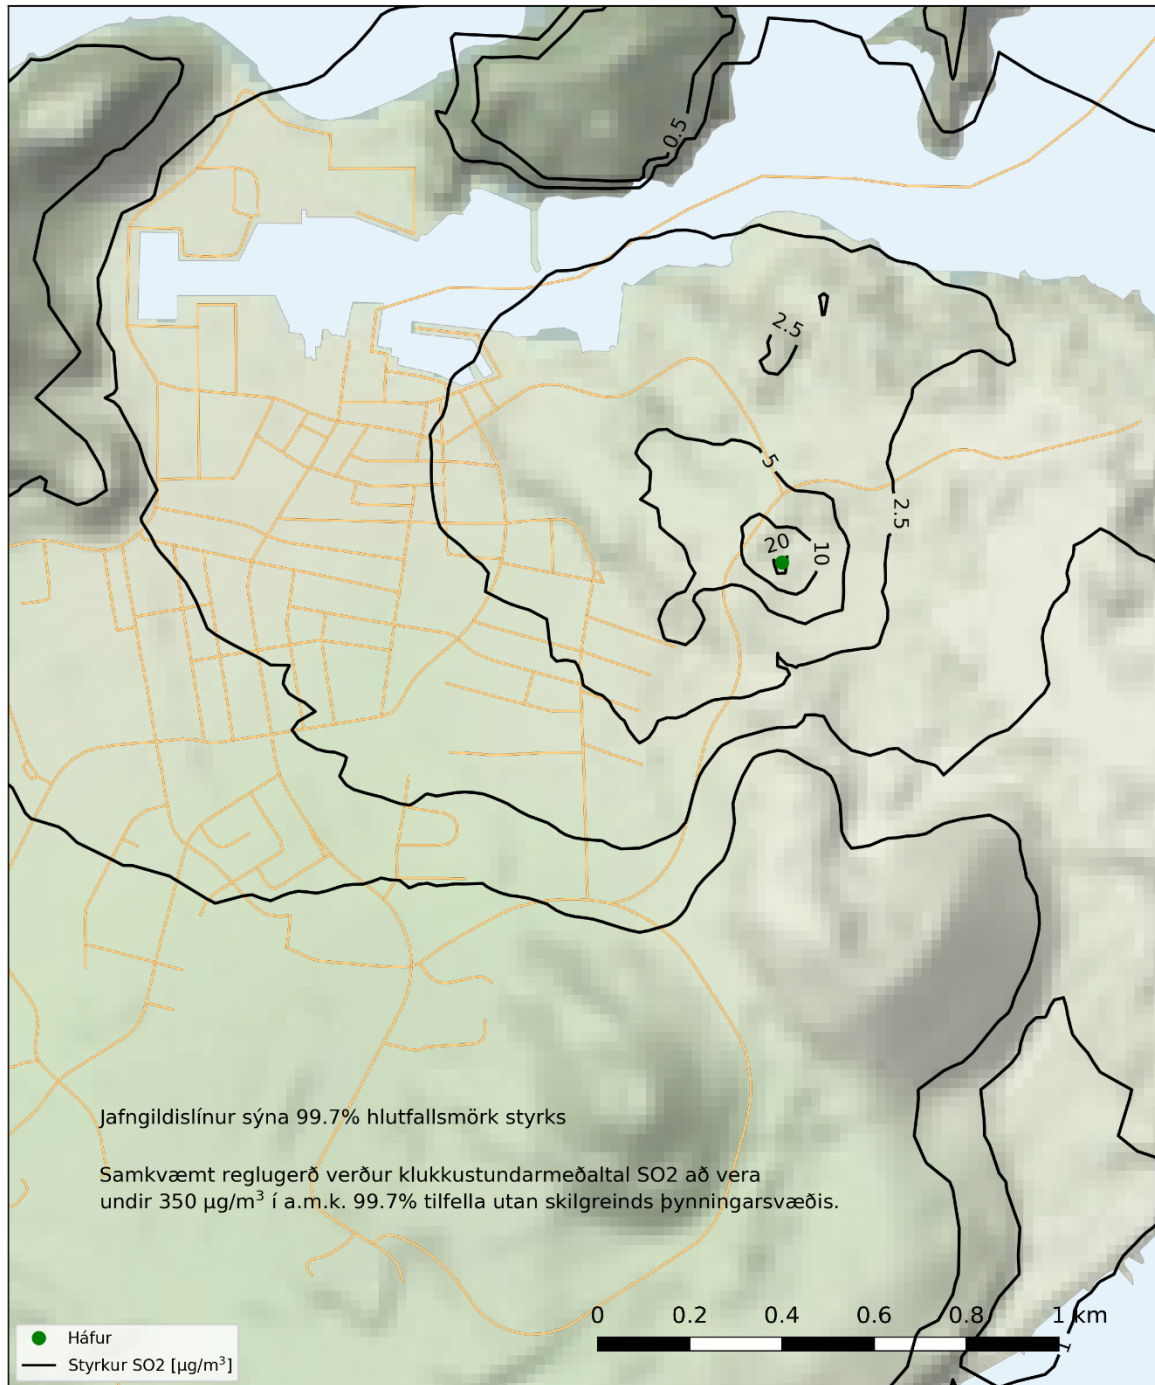 0.5
2.5
5
2.5
20
10
Jafngildislínur sýna 99.7% hlutfallsmörk styrks
Samkvæmt reglugerð verður klukkustundarmeðaltal SO2 að vera
undir 350 µg/m³ í a.m.k. 99.7% tilfella utan skilgreinds þynningarsvæðis.
0 0.2 0.4 0.6 0.8 1 km
1
Háfur
Styrkur SO2 [µg/m³]